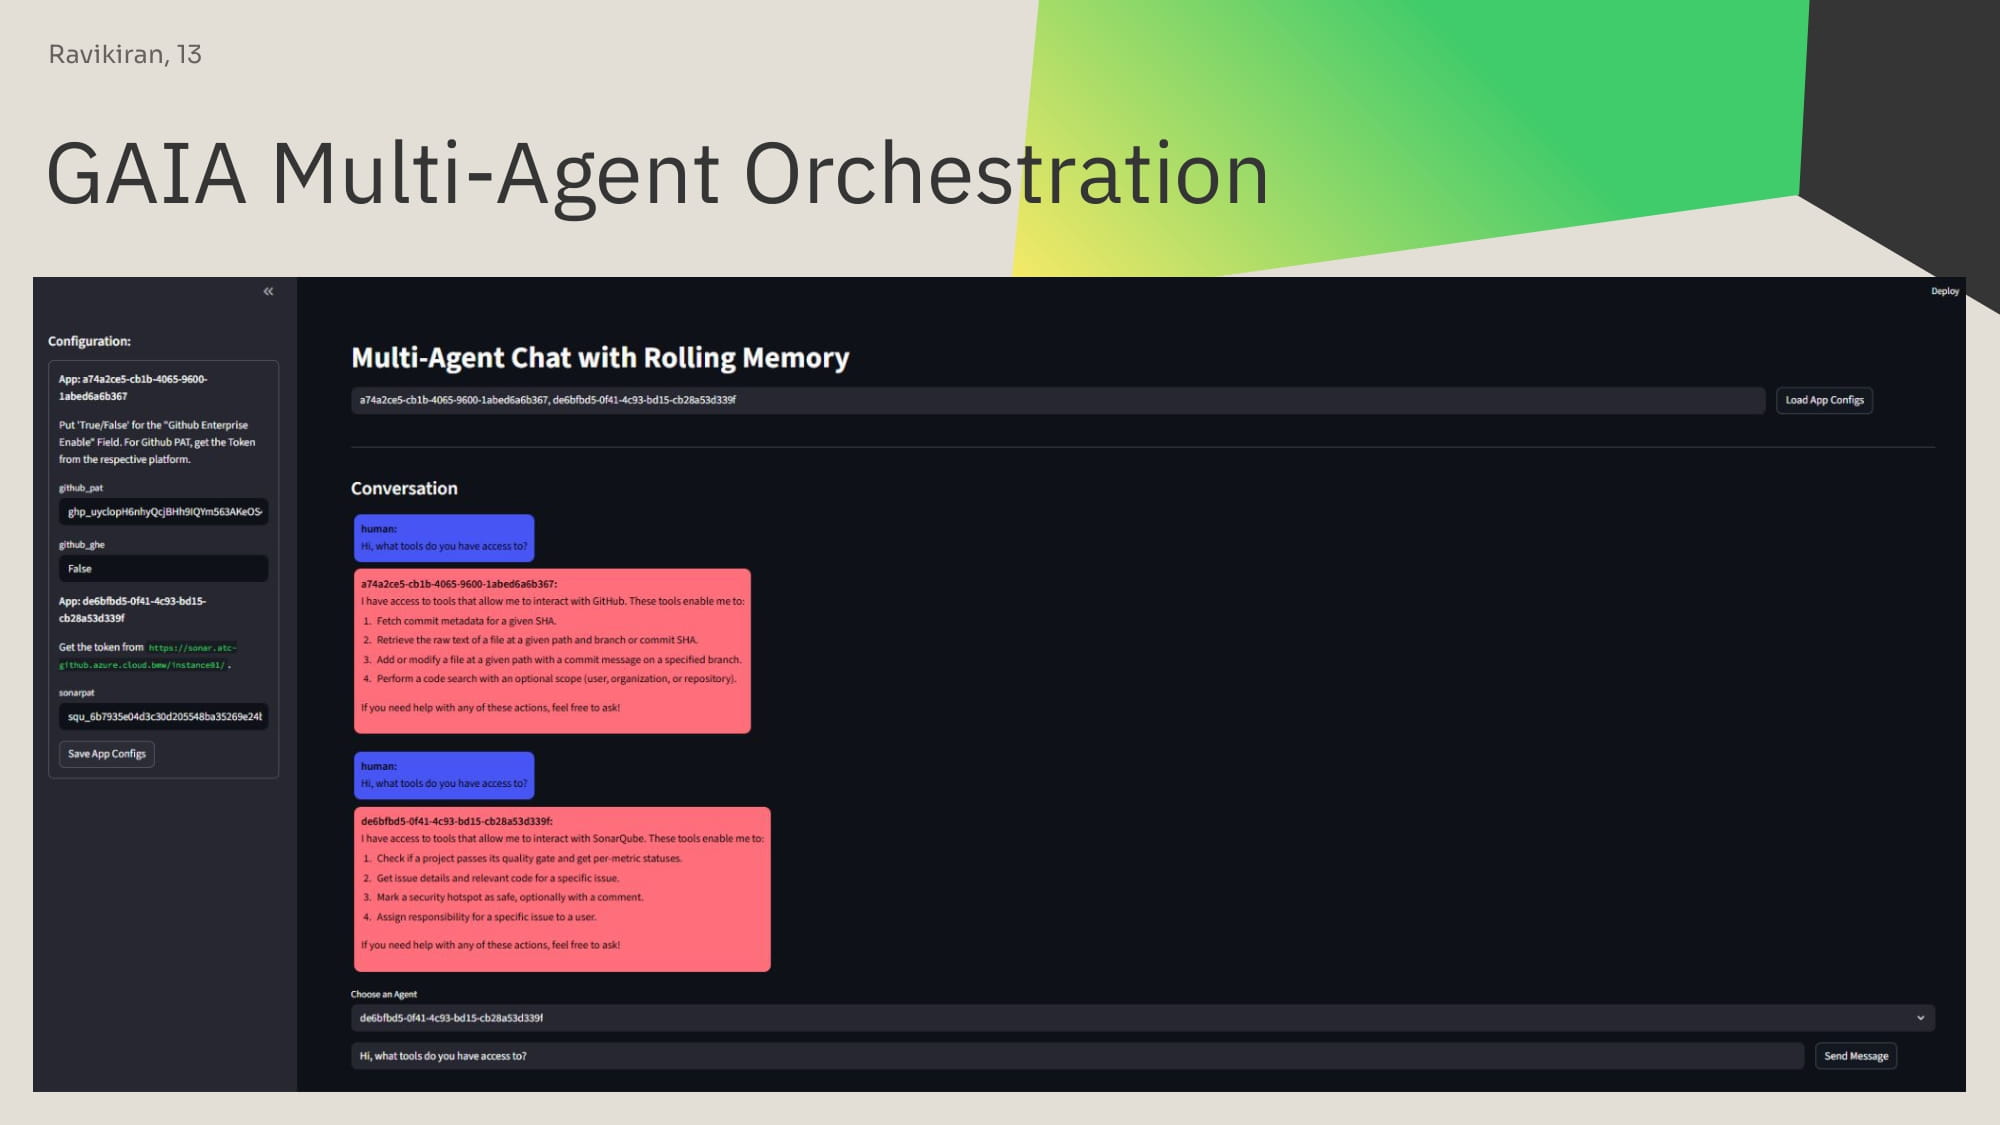 Ravikiran, 13
GAIA Multi-Agent Orchestration
«
Deploy
Configuration:
App: a74a2ce5-cb1b-4065-9600-
1abed6a6b367
Put 'True/False' for the "Github Enterprise
Enable" Field. For Github PAT, get the Token
from the respective platform.
github_pat
github_ghe
False
App: de6bfbd5-0f41-4c93-bd15-
cb28a53d339f
Get the token from https://sonar.atc-
github.azure.cloud.bmw/instance01/ .
sonarpat
Save App Configs
Multi-Agent Chat with Rolling Memory
a74a2ce5-cb1b-4065-9600-1abed6a6b367, de6bfbd5-0f41-4c93-bd15-cb28a53d339f
Load App Configs
Conversation
human:
Hi, what tools do you have access to?
a74a2ce5-cb1b-4065-9600-1abed6a6b367:
I have access to tools that allow me to interact with GitHub. These tools enable me to:
1. Fetch commit metadata for a given SHA.
2. Retrieve the raw text of a file at a given path and branch or commit SHA.
3. Add or modify a file at a given path with a commit message on a specified branch.
4. Perform a code search with an optional scope (user, organization, or repository).
If you need help with any of these actions, feel free to ask!
human:
Hi, what tools do you have access to?
de6bfbd5-0f41-4c93-bd15-cb28a53d339f:
I have access to tools that allow me to interact with SonarQube. These tools enable me to:
1. Check if a project passes its quality gate and get per-metric statuses.
2. Get issue details and relevant code for a specific issue.
3. Mark a security hotspot as safe, optionally with a comment.
4. Assign responsibility for a specific issue to a user.
If you need help with any of these actions, feel free to ask!
Choose an Agent
de6bfbd5-0f41-4c93-bd15-cb28a53d339f
Hi, what tools do you have access to?
Send Message